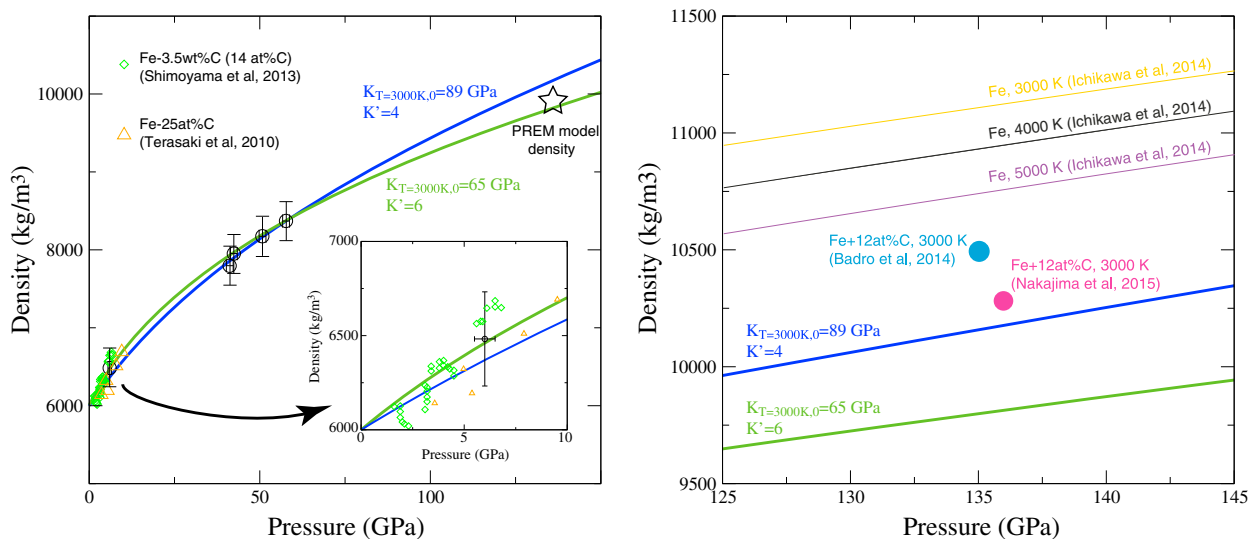 Fe-3.5wt%C (14 at%C)
(Shimoyama et al, 2013)
Fe-25at%C
(Terasaki et al, 2010)
K_T=3000K,0=89 GPa
K'=4
PREM model
density
K_T=3000K,0=65 GPa
K'=6
10000
8000
6000
Density (kg/m3)
0
50
100
Pressure (GPa)
7000
6500
6000
Density (kg/m³)
0
5
10
Pressure (GPa)
11500
11000
10500
10000
9500
Density (kg/m3)
Fe, 3000 K (Ichikawa et al, 2014)
Fe, 4000 K (Ichikawa et al, 2014)
Fe, 5000 K (Ichikawa et al, 2014)
Fe+12at%C, 3000 K
(Badro et al, 2014)
Fe+12at%C, 3000 K
(Nakajima et al, 2015)
K_T=3000K,0=89 GPa
K'=4
K_T=3000K,0=65 GPa
K'=6
125
130
135
140
145
Pressure (GPa)